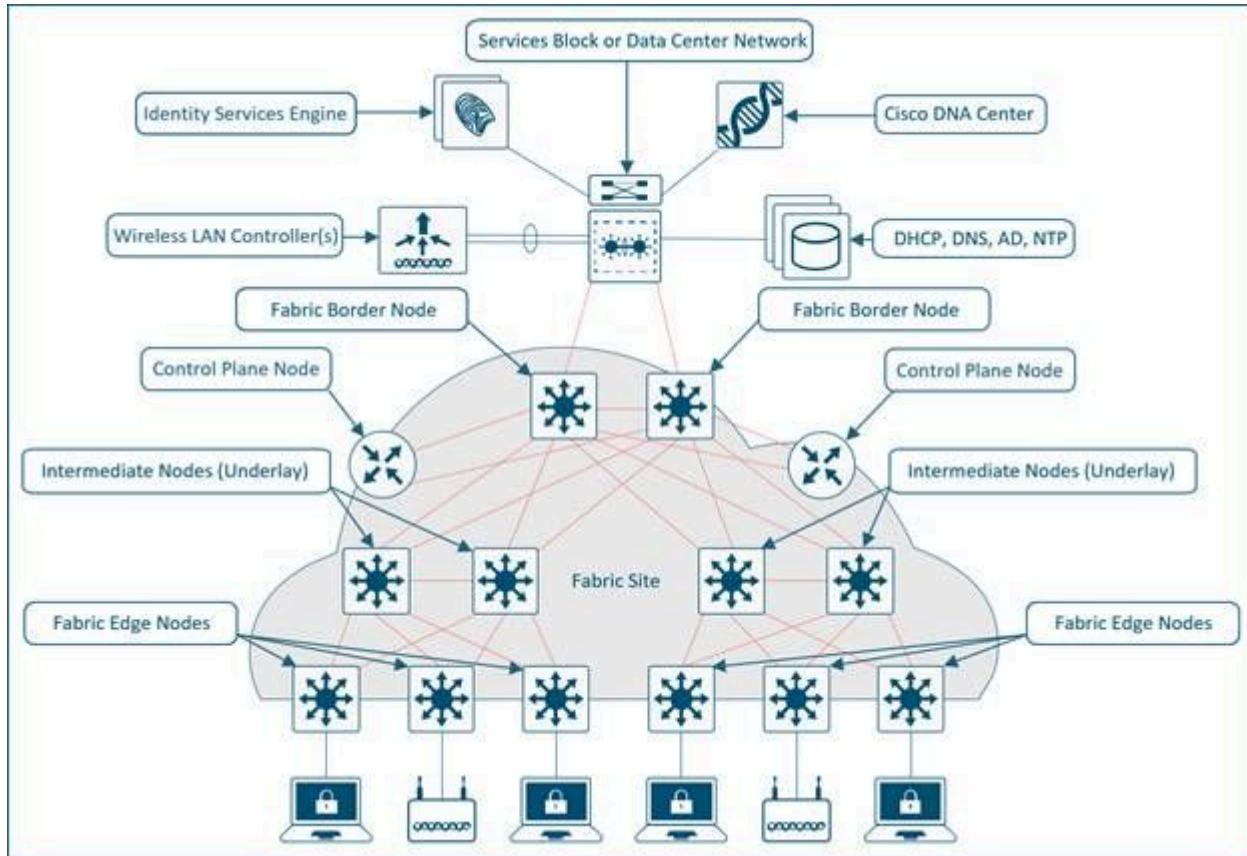 Services Block or Data Center Network
Identity Services Engine
Cisco DNA Center
Wireless LAN Controller(s)
DHCP, DNS, AD, NTP
Fabric Border Node
Fabric Border Node
Control Plane Node
Control Plane Node
Intermediate Nodes (Underlay)
Intermediate Nodes (Underlay)
Fabric Site
Fabric Edge Nodes
Fabric Edge Nodes